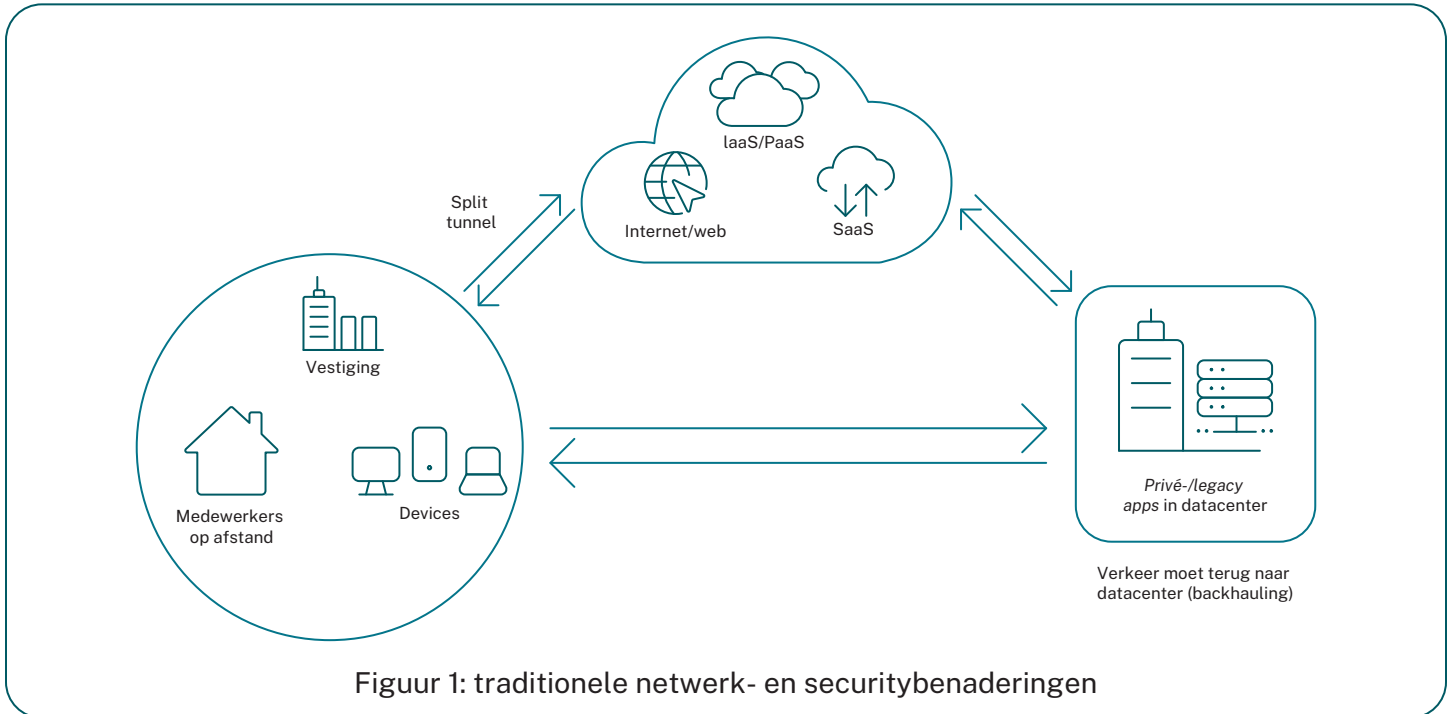 IaaS/PaaS
Internet/web
SaaS
Split
tunnel
Vestiging
Medewerkers
op afstand
Devices
Privé-/legacy
apps in datacenter
Verkeer moet terug naar
datacenter (backhauling)
Figuur 1: traditionele netwerk- en securitybenaderingen